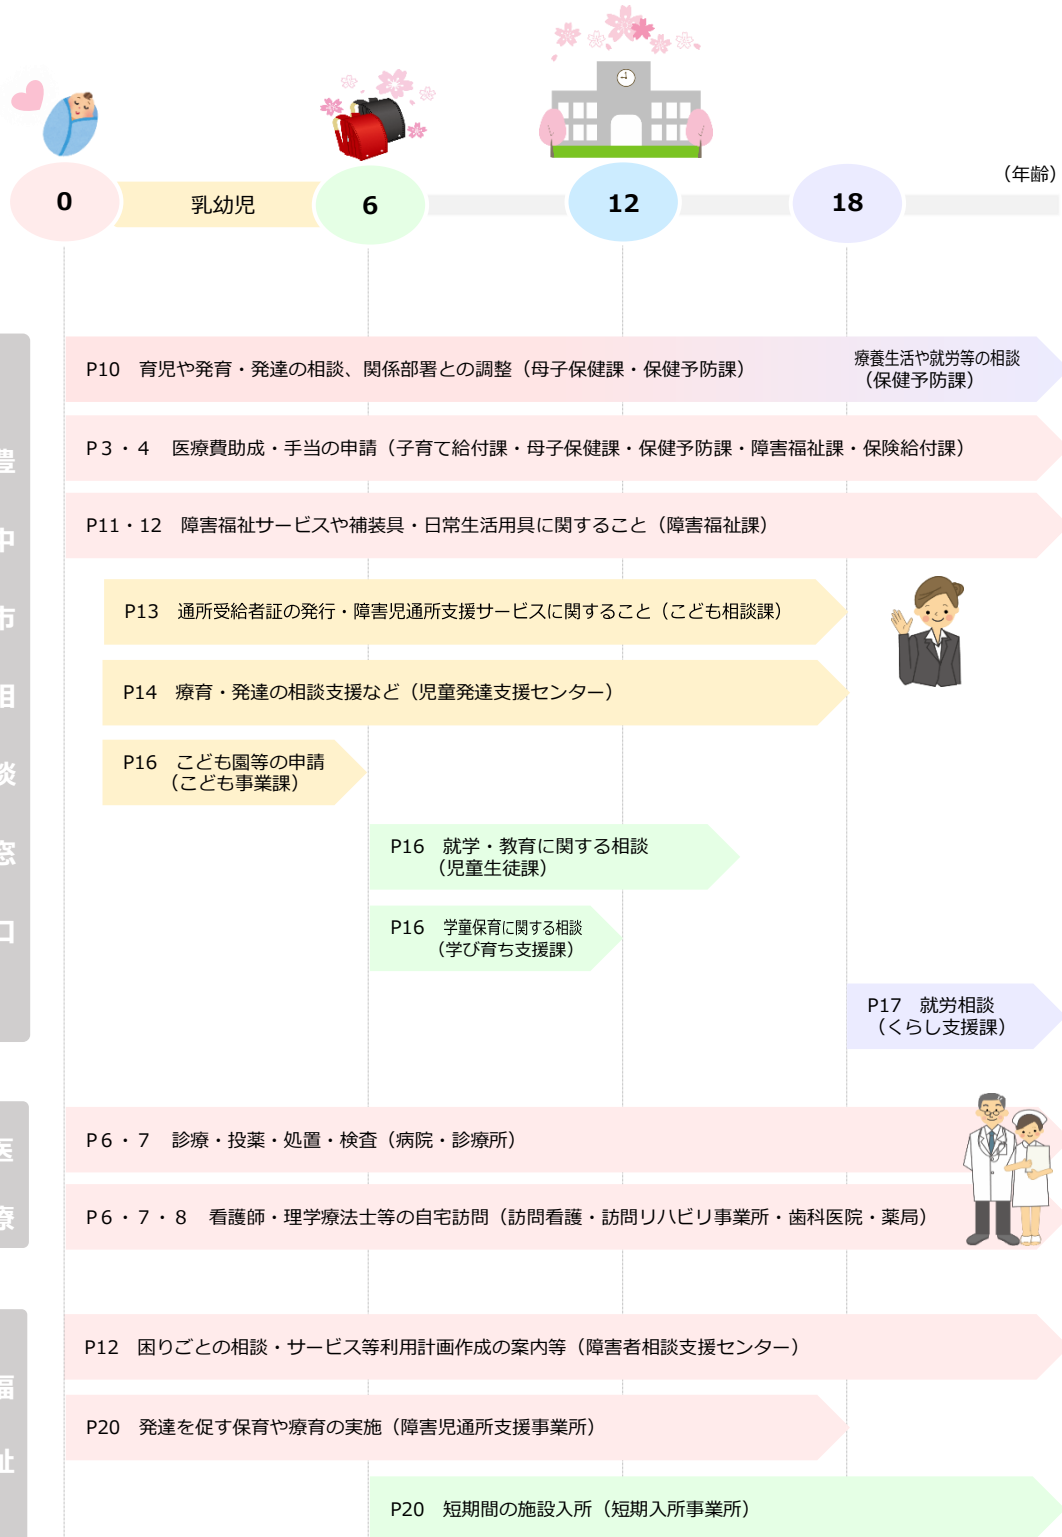 (年齢)
0
乳幼児
6
12
18
豊中市相談窓口
P10 育児や発育・発達の相談、関係部署との調整（母子保健課・保健予防課）
療養生活や就労等の相談
（保健予防課）
P３・４ 医療費助成・手当の申請（子育て給付課・母子保健課・保健予防課・障害福祉課・保険給付課）
P11・12 障害福祉サービスや補装具・日常生活用具に関すること（障害福祉課）
P13 通所受給者証の発行・障害児通所支援サービスに関すること（こども相談課）
P14 療育・発達の相談支援など（児童発達支援センター）
P16 こども園等の申請
（こども事業課）
P16 就学・教育に関する相談
（児童生徒課）
P16 学童保育に関する相談
（学び育ち支援課）
P17 就労相談
（くらし支援課）
医療
P６・７ 診療・投薬・処置・検査（病院・診療所）
P６・７・８ 看護師・理学療法士等の自宅訪問（訪問看護・訪問リハビリ事業所・歯科医院・薬局）
福祉
P12 困りごとの相談・サービス等利用計画作成の案内等（障害者相談支援センター）
P20 発達を促す保育や療育の実施（障害児通所支援事業所）
P20 短期間の施設入所（短期入所事業所）